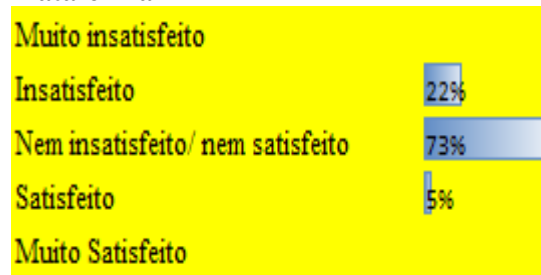 Muito insatisfeito
Insatisfeito 22%
Nem insatisfeito/ nem satisfeito 73%
Satisfeito 5%
Muito Satisfeito